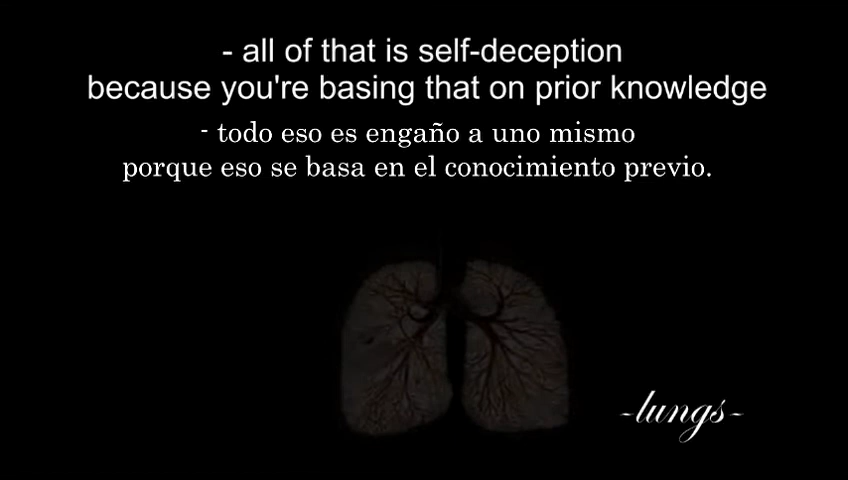 - all of that is self-deception
because you're basing that on prior knowledge
- todo eso es engaño a uno mismo
porque eso se basa en el conocimiento previo.
-lungs-